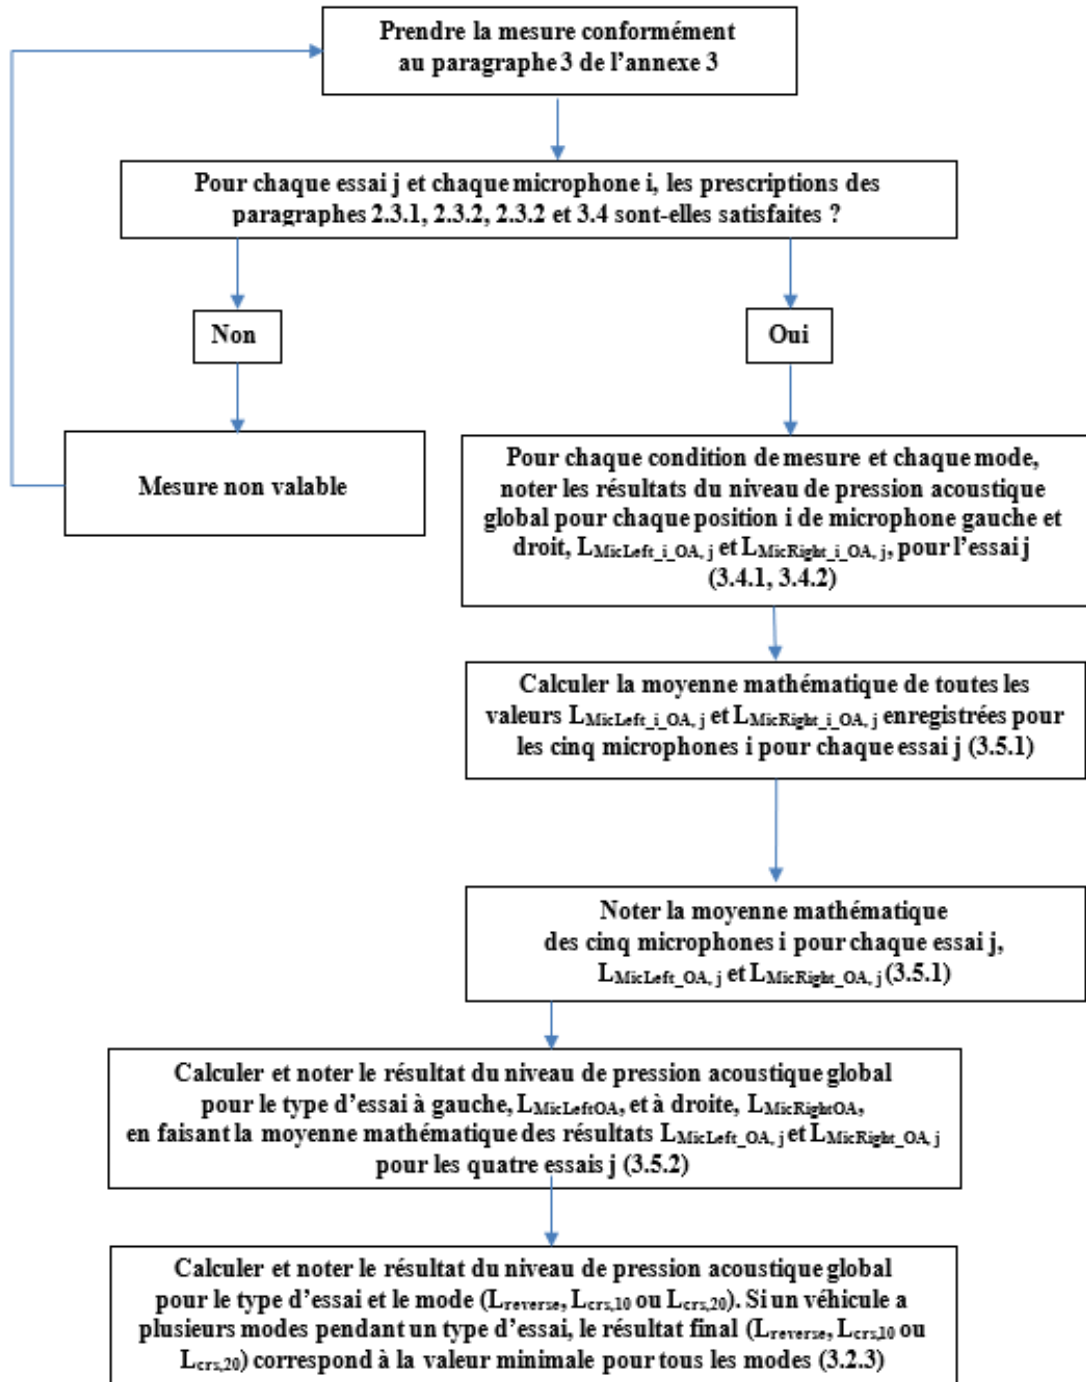 Prendre la mesure conformément
au paragraphe 3 de l'annexe 3
Pour chaque essai j et chaque microphone i, les prescriptions des
paragraphes 2.3.1, 2.3.2, 2.3.2 et 3.4 sont-elles satisfaites ?
Non
Oui
Mesure non valable
Pour chaque condition de mesure et chaque mode,
noter les résultats du niveau de pression acoustique
global pour chaque position i de microphone gauche et
droit, LMicLeft_i_OA, j et LMicRight_i_OA, j, pour l'essai j
(3.4.1, 3.4.2)
Calculer la moyenne mathématique de toutes les
valeurs LMicLeft_i_OA, j et LMicRight_i_OA, j enregistrées pour
les cinq microphones i pour chaque essai j (3.5.1)
Noter la moyenne mathématique
des cinq microphones i pour chaque essai j,
LMicLeft_OA, j et LMicRight_OA, j (3.5.1)
Calculer et noter le résultat du niveau de pression acoustique global
pour le type d'essai à gauche, LMicLeftOA, et à droite, LMicRightOA,
en faisant la moyenne mathématique des résultats LMicLeft_OA, j et LMicRight_OA, j
pour les quatre essais j (3.5.2)
Calculer et noter le résultat du niveau de pression acoustique global
pour le type d'essai et le mode (Lreverse, Lcrs,10 ou Lcrs,20). Si un véhicule a
plusieurs modes pendant un type d'essai, le résultat final (Lreverse, Lcrs,10 ou
Lcrs,20) correspond à la valeur minimale pour tous les modes (3.2.3)